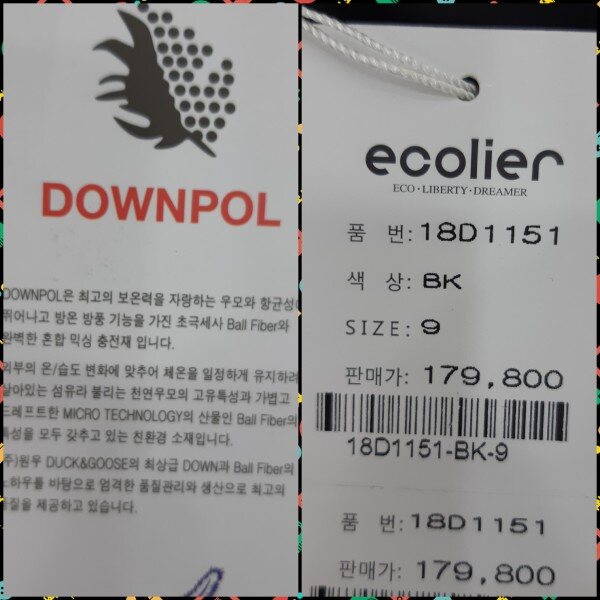 DOWNPOL
DOWNPOL은 최고의 보온력을 자랑하는 우모와 항균성이
뛰어나고 방온 방풍 기능을 가진 초극세사 Ball Fiber와
완벽한 혼합 믹싱 충전재 입니다.
외부의 온/습도 변화에 맞추어 체온을 일정하게 유지하려
살아있는 섬유라 불리는 천연우모의 고유특성과 가볍고
드레프트한 MICRO TECHNOLOGY의 산물인 Ball Fiber의
특성을 모두 갖추고 있는 친환경 소재입니다.
주)원우 DUCK&GOOSE의 최상급 DOWN과 Ball Fiber의
노하우를 바탕으로 엄격한 품질관리와 생산으로 최고의
품질을 제공하고 있습니다.
ecolier
ECO·LIBERTY·DREAMER
품 번: 18D1151
색 상: BK
SIZE: 9
판매가: 179,800
18D1151-BK-9
품 번: 18D1151
판매가: 179,800